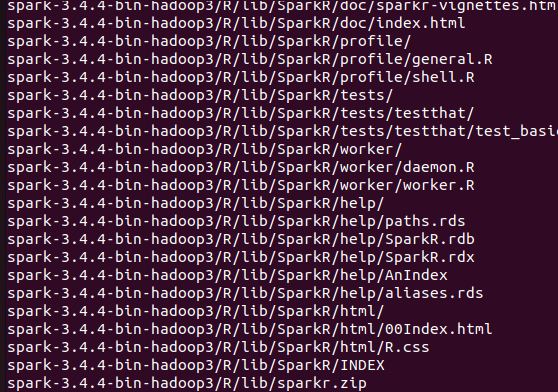 spark-3.4.4-bin-hadoop3/R/lib/SparkR/doc/sparkr-vignettes.htm
spark-3.4.4-bin-hadoop3/R/lib/SparkR/doc/index.html
spark-3.4.4-bin-hadoop3/R/lib/SparkR/profile/
spark-3.4.4-bin-hadoop3/R/lib/SparkR/profile/general.R
spark-3.4.4-bin-hadoop3/R/lib/SparkR/profile/shell.R
spark-3.4.4-bin-hadoop3/R/lib/SparkR/tests/
spark-3.4.4-bin-hadoop3/R/lib/SparkR/tests/testthat/
spark-3.4.4-bin-hadoop3/R/lib/SparkR/tests/testthat/test_basi
spark-3.4.4-bin-hadoop3/R/lib/SparkR/worker/
spark-3.4.4-bin-hadoop3/R/lib/SparkR/worker/daemon.R
spark-3.4.4-bin-hadoop3/R/lib/SparkR/worker/worker.R
spark-3.4.4-bin-hadoop3/R/lib/SparkR/help/
spark-3.4.4-bin-hadoop3/R/lib/SparkR/help/paths.rds
spark-3.4.4-bin-hadoop3/R/lib/SparkR/help/SparkR.rdb
spark-3.4.4-bin-hadoop3/R/lib/SparkR/help/SparkR.rdx
spark-3.4.4-bin-hadoop3/R/lib/SparkR/help/AnIndex
spark-3.4.4-bin-hadoop3/R/lib/SparkR/help/aliases.rds
spark-3.4.4-bin-hadoop3/R/lib/SparkR/html/
spark-3.4.4-bin-hadoop3/R/lib/SparkR/html/00Index.html
spark-3.4.4-bin-hadoop3/R/lib/SparkR/html/R.css
spark-3.4.4-bin-hadoop3/R/lib/SparkR/INDEX
spark-3.4.4-bin-hadoop3/R/lib/sparkr.zip